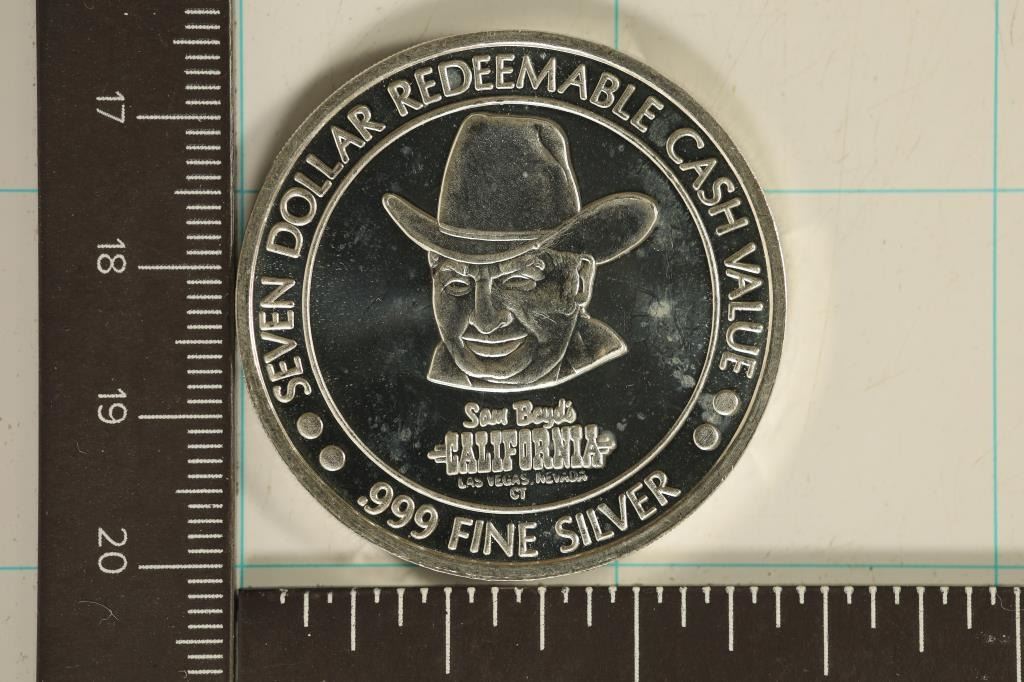 SEVEN DOLLAR REDEEMABLE CASH VALUE
Sam Boyd's
CALIFORNIA
LAS VEGAS, NEVADA
CT
.999 FINE SILVER
17
18
19
20